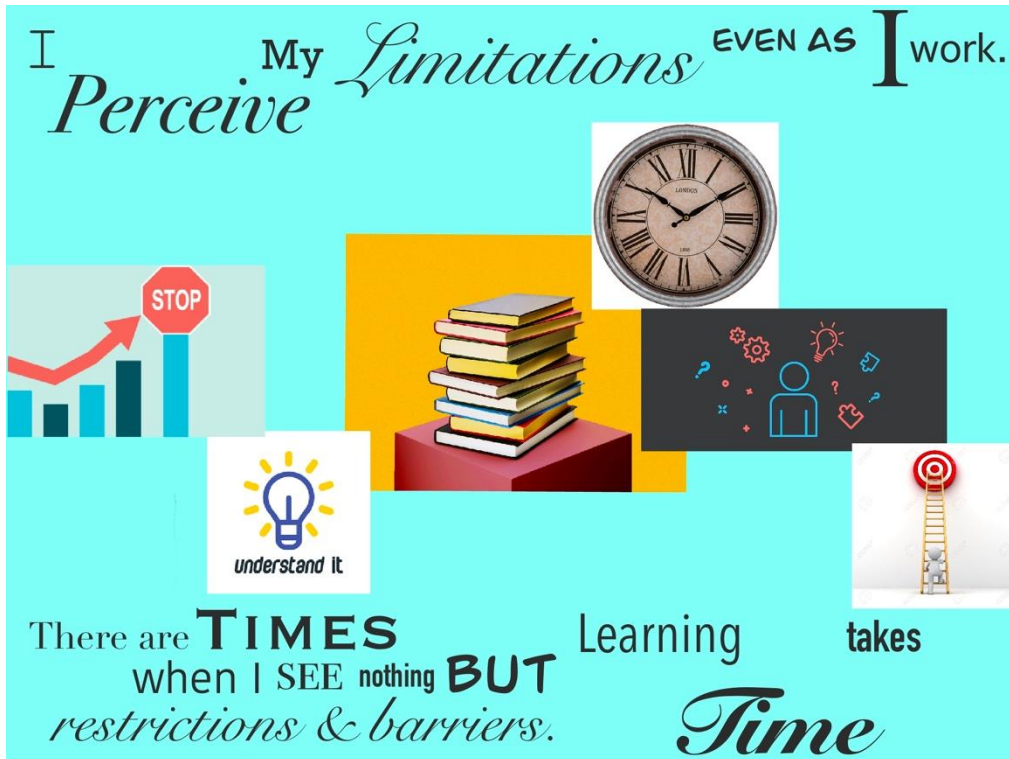 I Perceive My Limitations EVEN AS I work.
LONDON
STOP
understand it
There are TIMES
when I SEE nothing BUT
restrictions & barriers.
Learning takes
Time